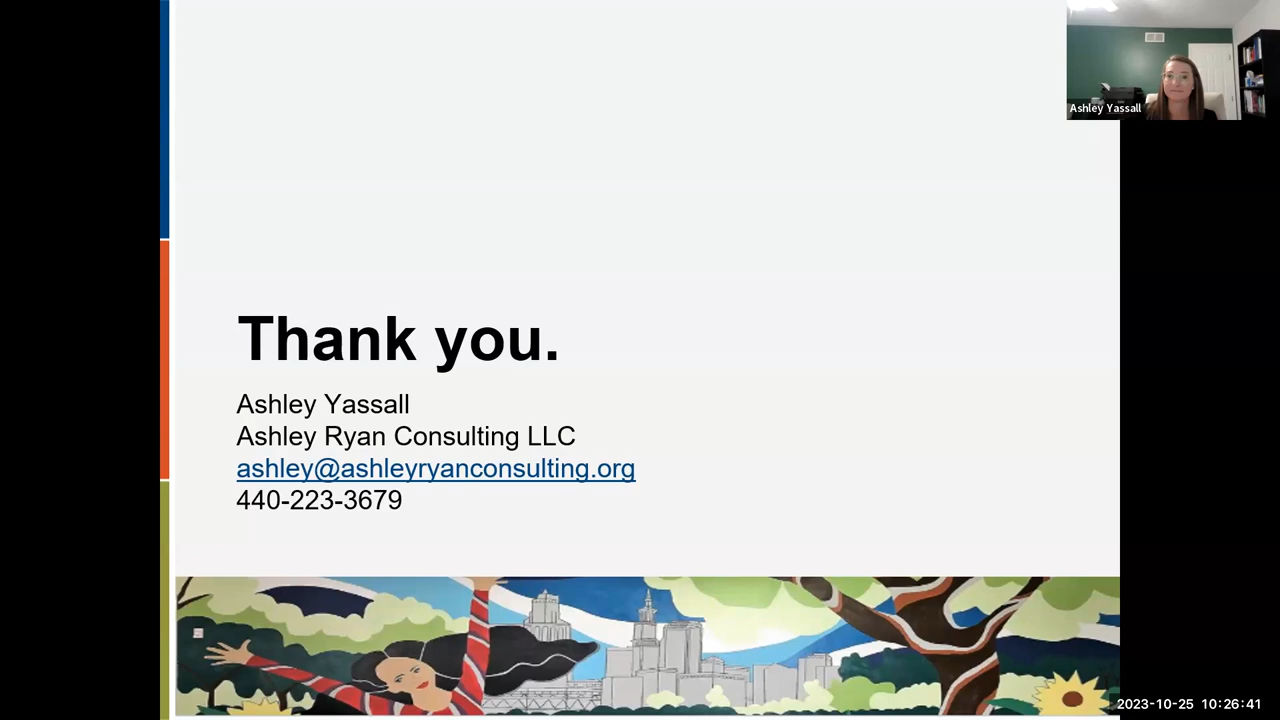 Ashley Yassall
Thank you.
Ashley Yassall
Ashley Ryan Consulting LLC
ashley@ashleyryanconsulting.org
440-223-3679
2023-10-25 10:26:41